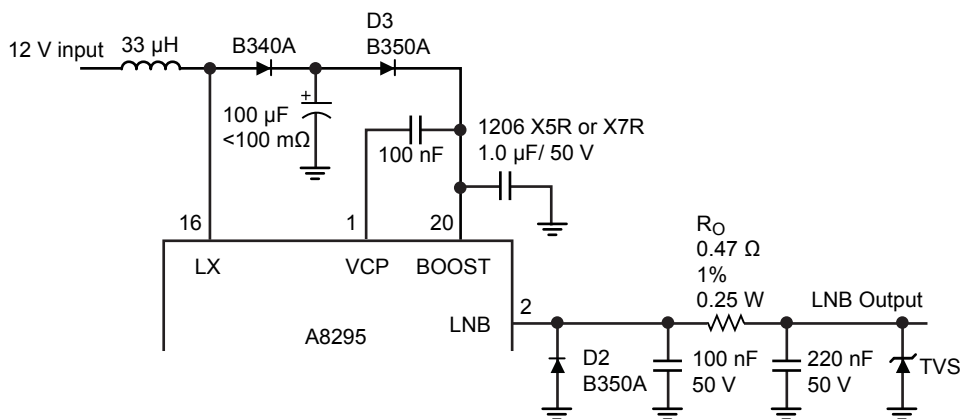 12 V input
33 µH
B340A
D3
B350A
+
100 µF
<100 mΩ
100 nF
1206 X5R or X7R
1.0 µF/ 50 V
16
1
20
LX
VCP
BOOST
LNB
2
A8295
R_O
0.47 Ω
1%
0.25 W
LNB Output
D2
B350A
100 nF
50 V
220 nF
50 V
TVS